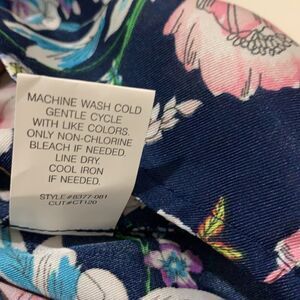 MACHINE WASH COLD
GENTLE CYCLE
WITH LIKE COLORS.
ONLY NON-CHLORINE
BLEACH IF NEEDED.
LINE DRY.
COOL IRON
IF NEEDED.
STYLE#8377-081
CUT#CT120